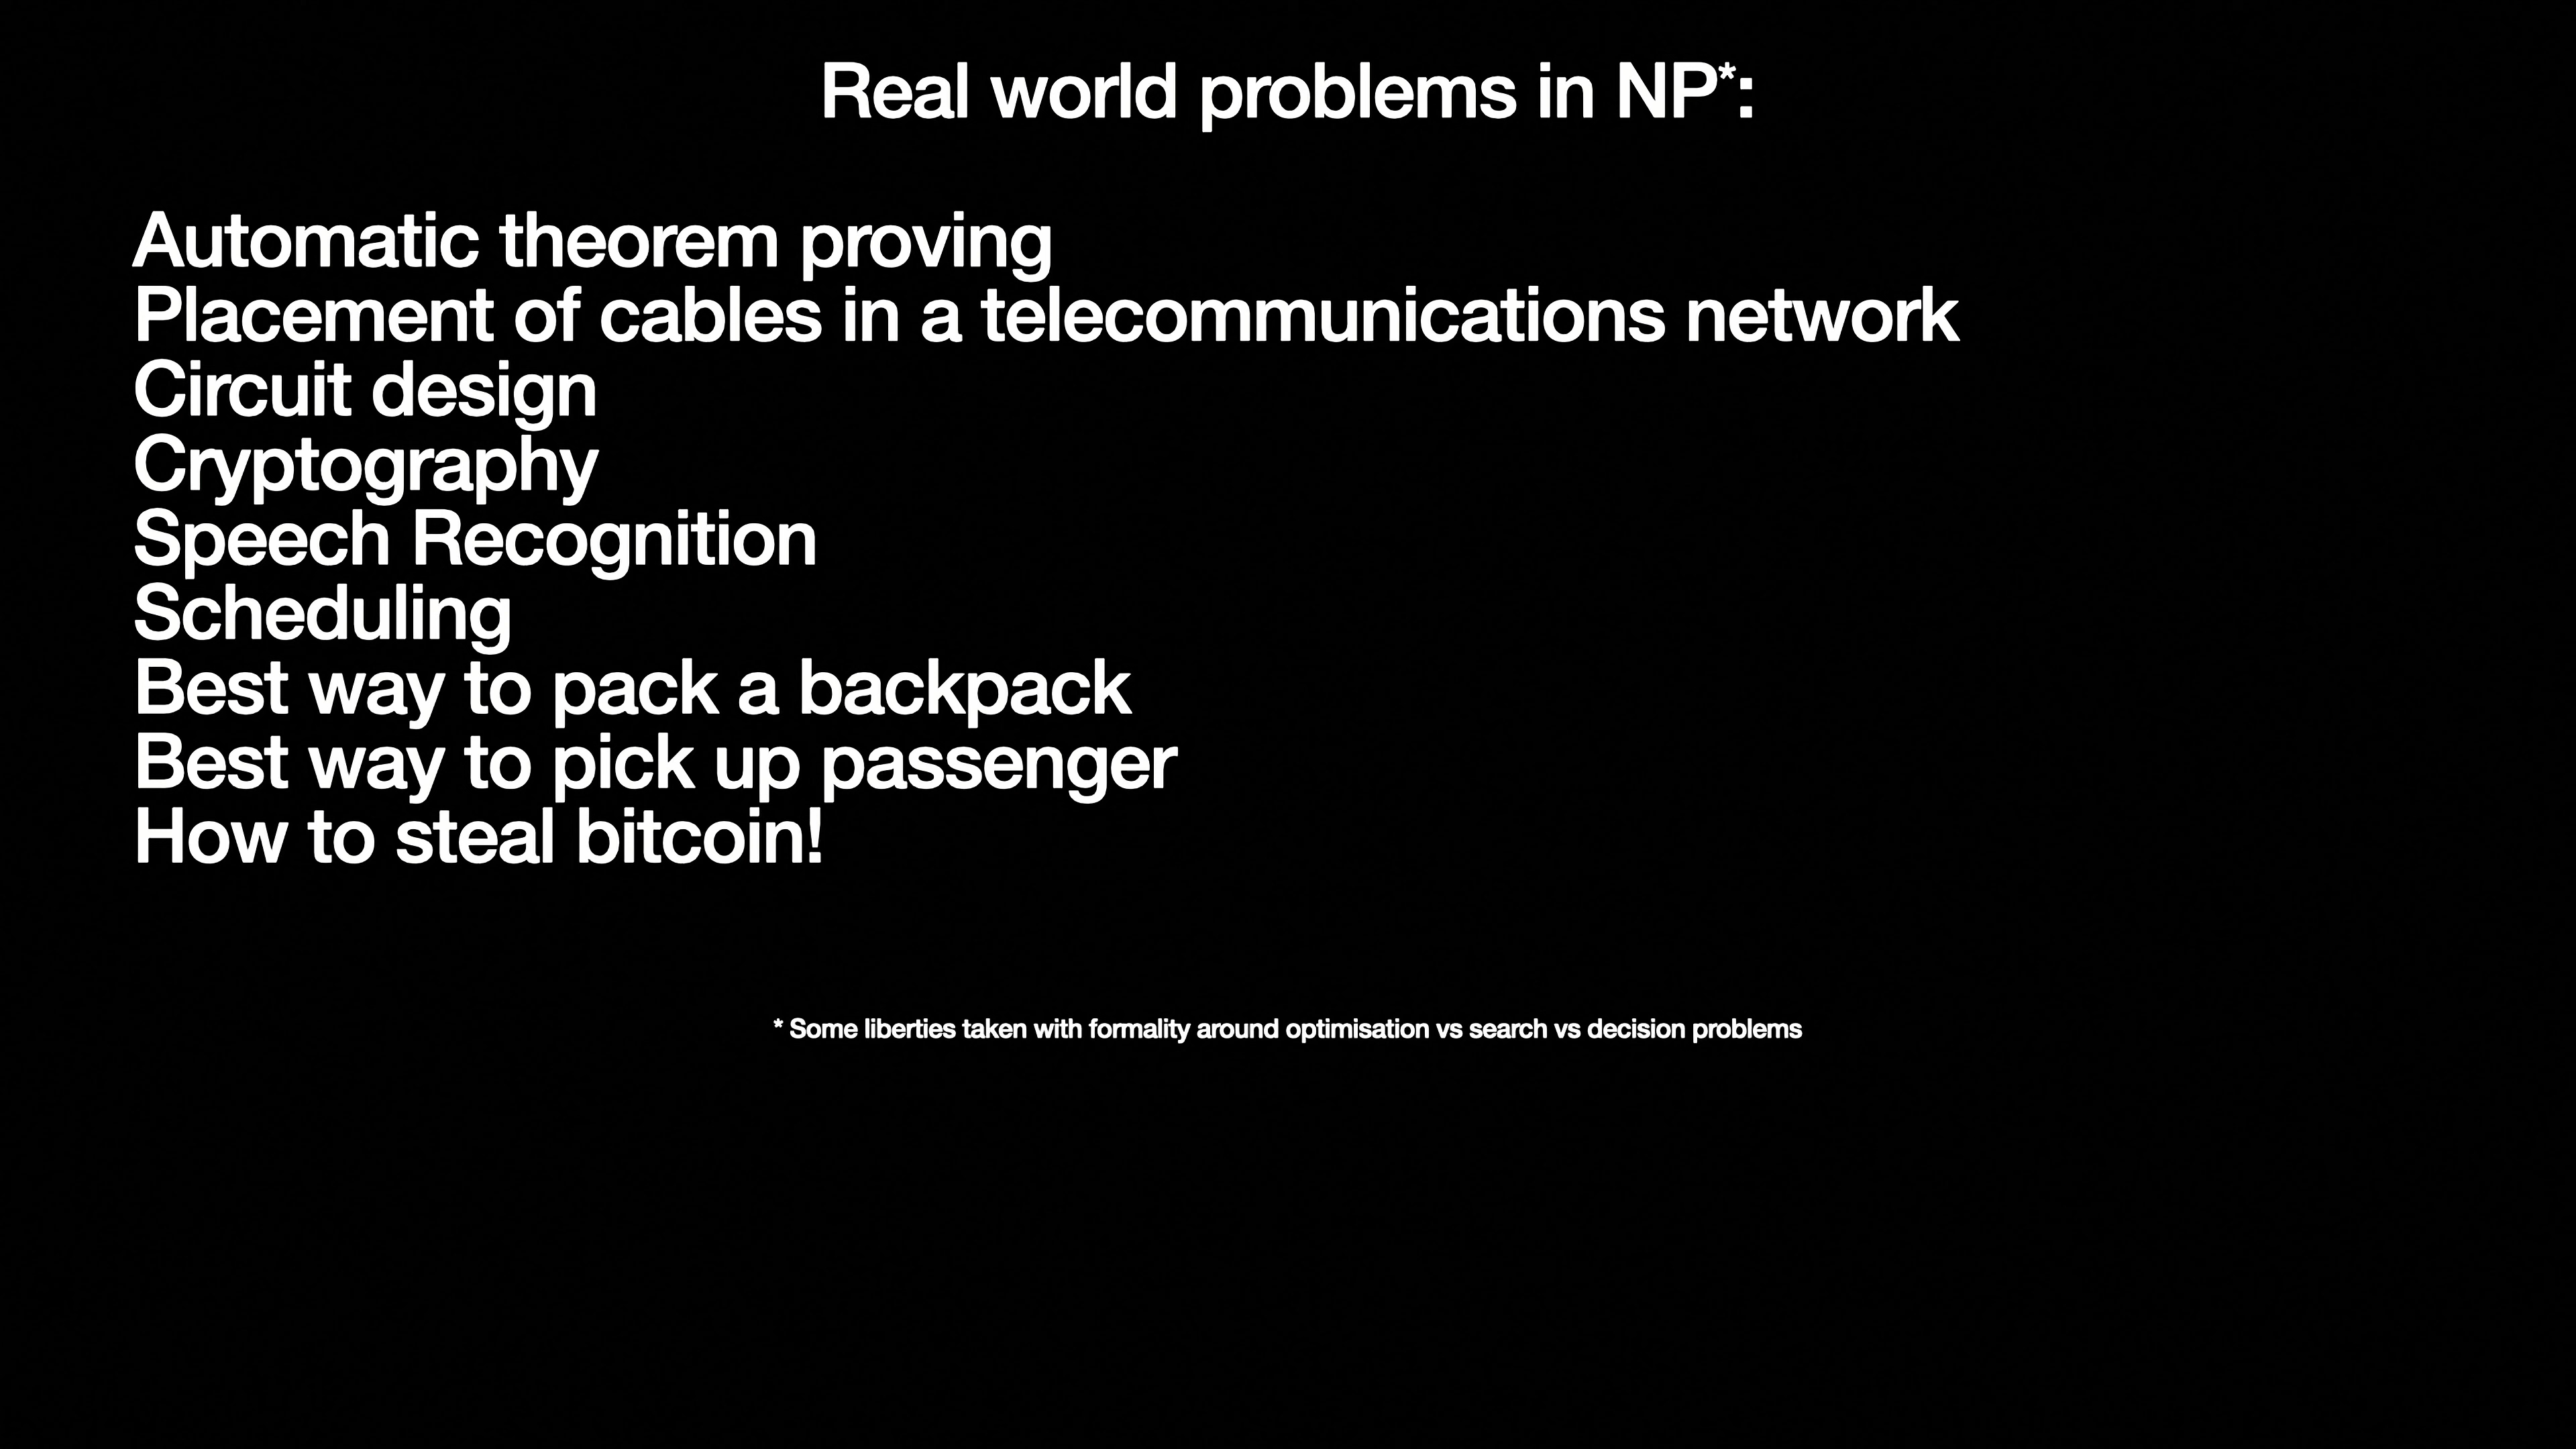 Real world problems in NP*:
Automatic theorem proving
Placement of cables in a telecommunications network
Circuit design
Cryptography
Speech Recognition
Scheduling
Best way to pack a backpack
Best way to pick up passenger
How to steal bitcoin!
* Some liberties taken with formality around optimisation vs search vs decision problems